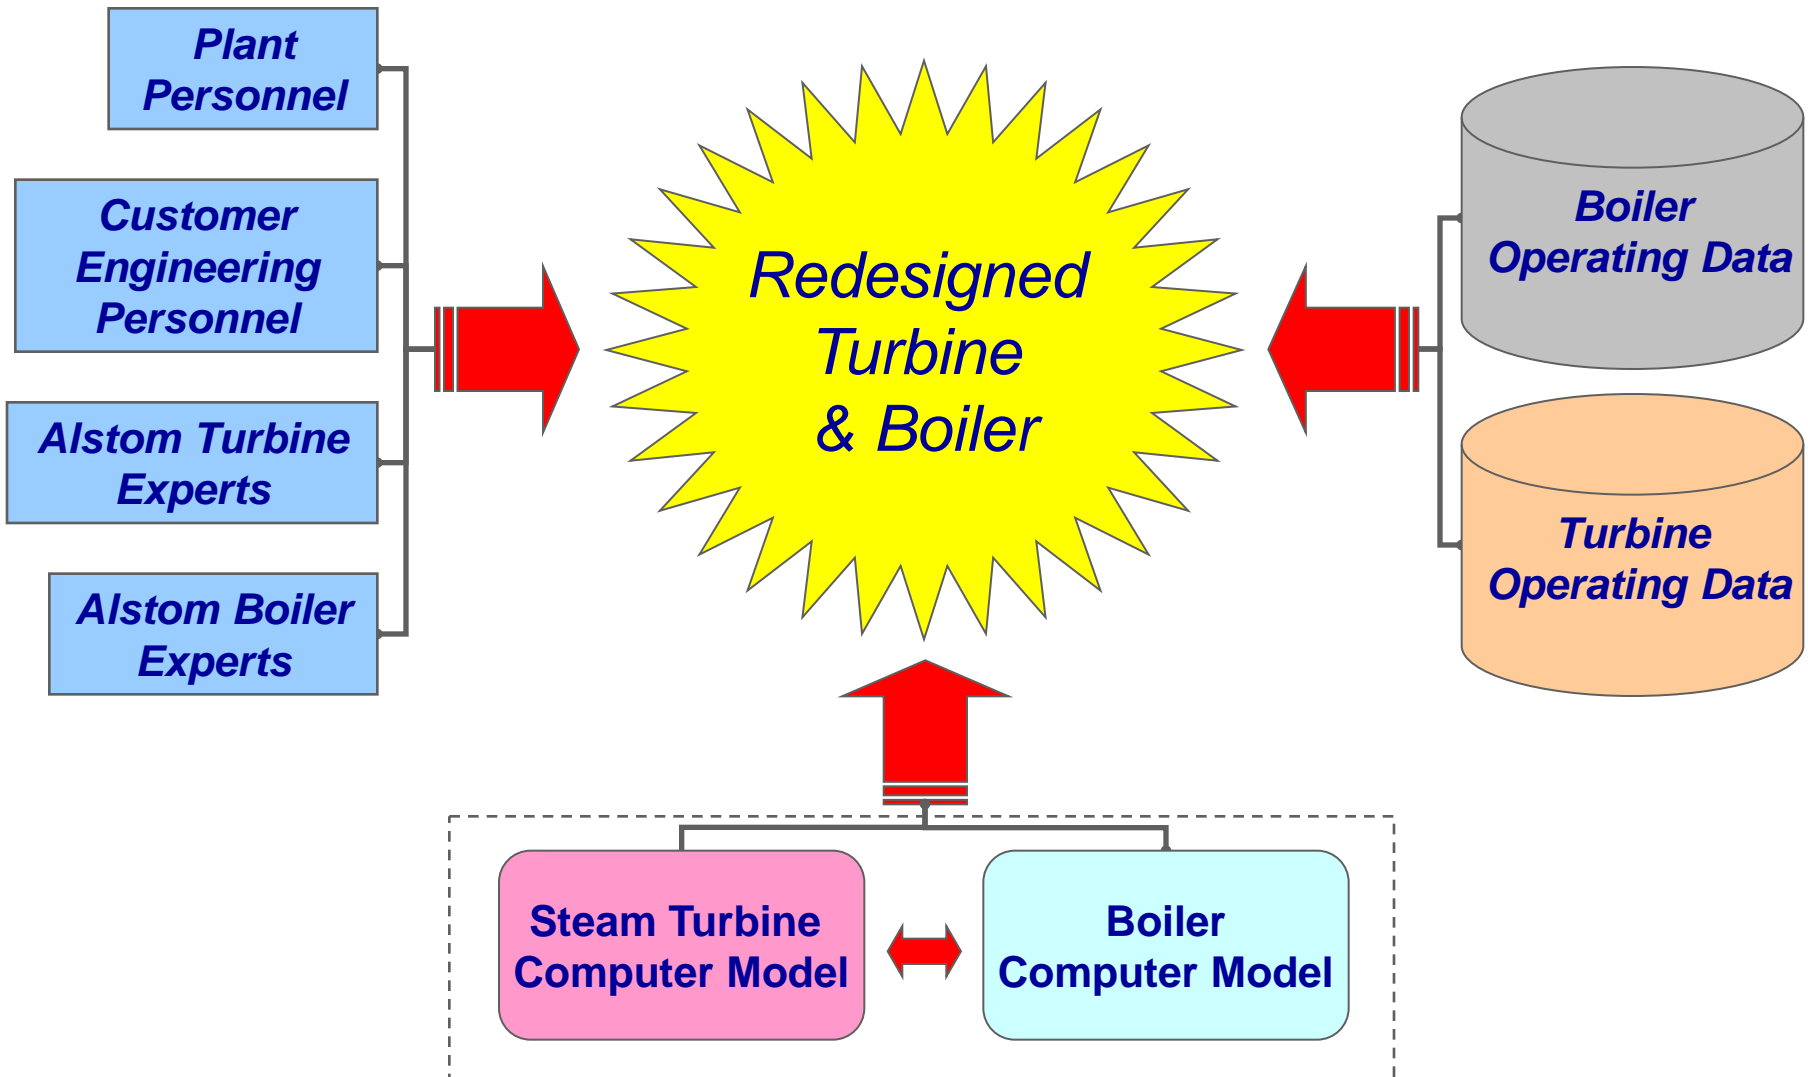 Plant
Personnel
Customer
Engineering
Personnel
Alstom Turbine
Experts
Alstom Boiler
Experts
Redesigned
Turbine
& Boiler
Boiler
Operating Data
Turbine
Operating Data
Steam Turbine
Computer Model
Boiler
Computer Model